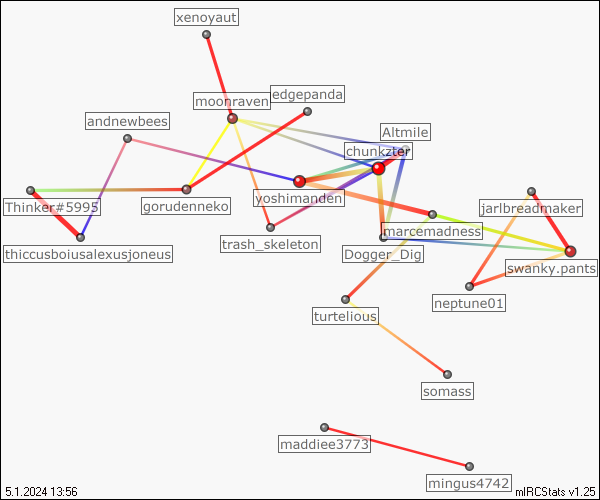 xenoyaut
edgepanda
moonraven
andnewbees
Altmile
chunkzter
Thinker#5995
gorudenneko
yoshimanden
jarlbreadmaker
marcemadness
trash_skeleton
thiccusboiusalexusjoneus
Dogger_Dig
swanky.pants
neptune01
turtelious
somass
maddiee3773
mingus4742
5.1.2024 13:56
mIRCStats v1.25